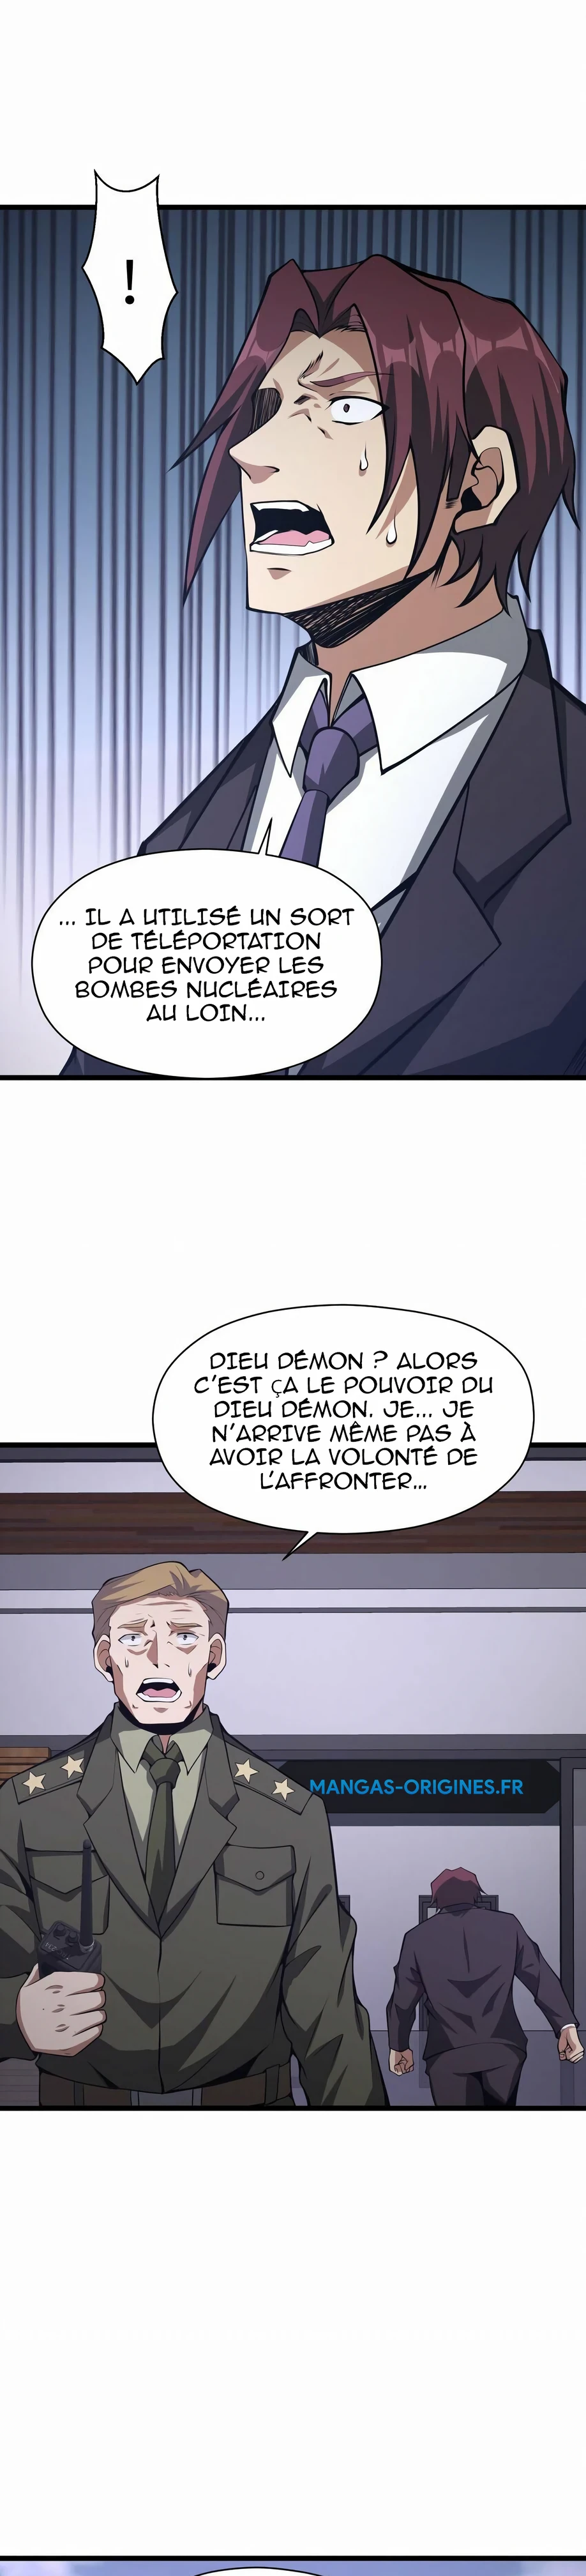 !
... IL A UTILISÉ UN SORT
DE TÉLÉPORTATION
POUR ENVOYER LES
BOMBES NUCLÉAIRES
AU LOIN...
DIEU DÉMON ? ALORS
C'EST ÇA LE POUVOIR DU
DIEU DÉMON. JE... JE
N'ARRIVE MÊME PAS À
AVOIR LA VOLONTÉ DE
L'AFFRONTER...
MANGAS-ORIGINES.FR